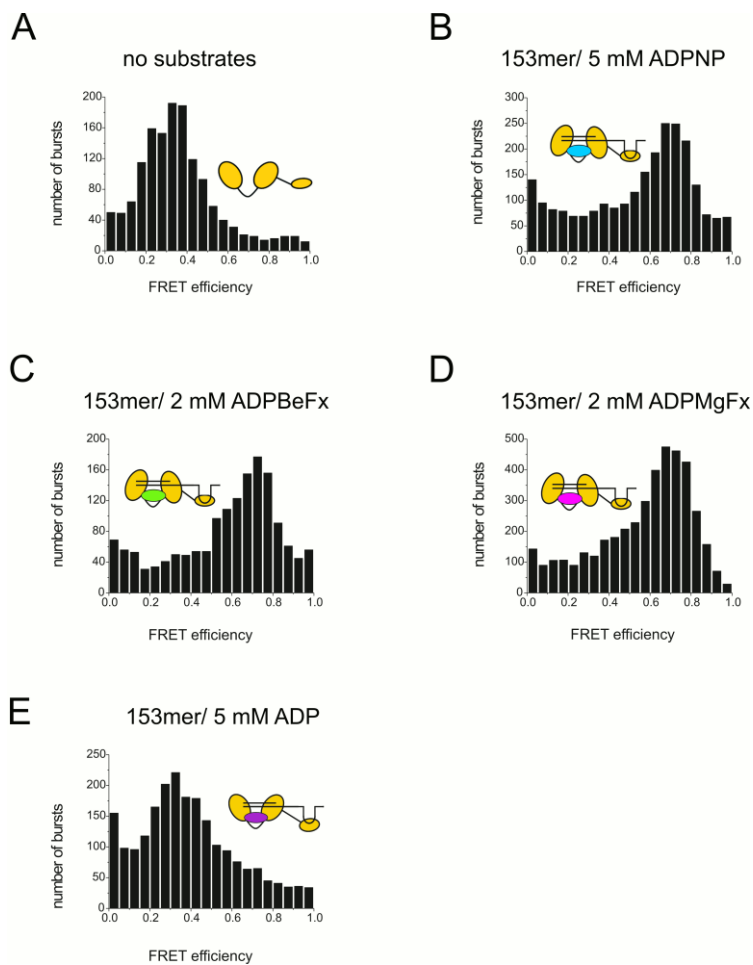 A
no substrates
200
160
120
80
40
0
0.0 0.2 0.4 0.6 0.8 1.0
number of bursts
FRET efficiency
B
153mer/ 5 mM ADPNP
300
250
200
150
100
50
0
0.0 0.2 0.4 0.6 0.8 1.0
number of bursts
FRET efficiency
C
153mer/ 2 mM ADPBeFx
200
160
120
80
40
0
0.0 0.2 0.4 0.6 0.8 1.0
number of bursts
FRET efficiency
D
153mer/ 2 mM ADPMgFx
500
400
300
200
100
0
0.0 0.2 0.4 0.6 0.8 1.0
number of bursts
FRET efficiency
E
153mer/ 5 mM ADP
250
200
150
100
50
0
0.0 0.2 0.4 0.6 0.8 1.0
number of bursts
FRET efficiency